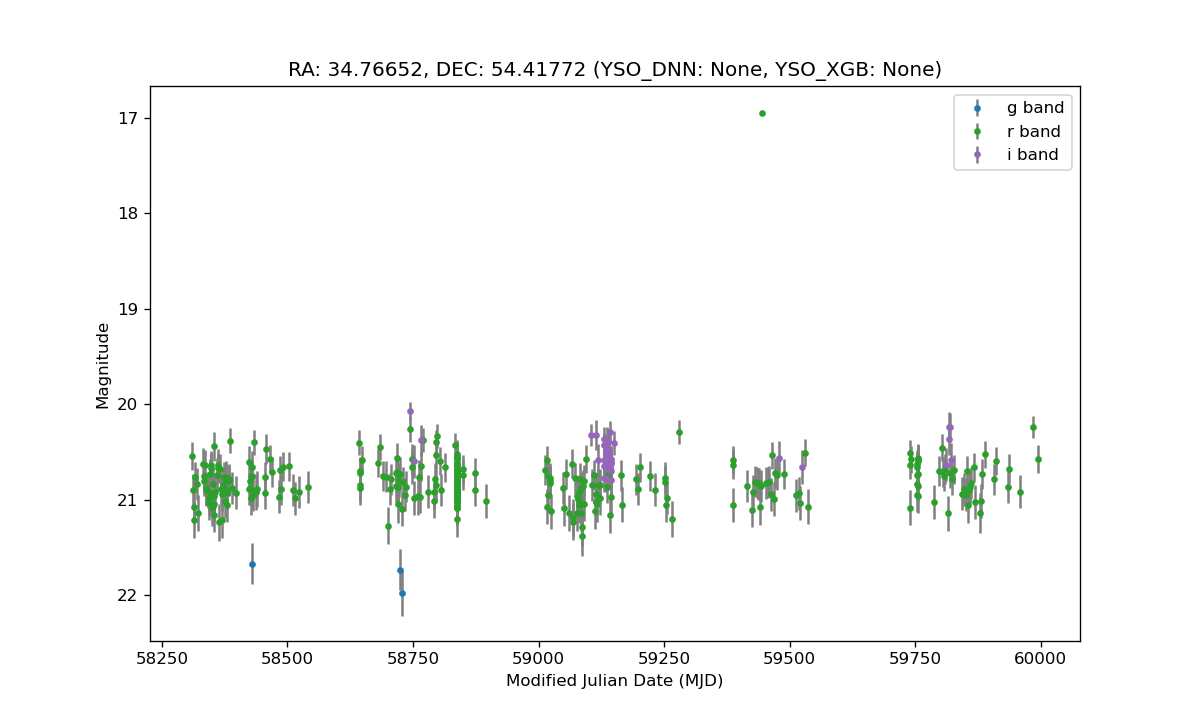 RA: 34.76652, DEC: 54.41772 (YSO_DNN: None, YSO_XGB: None)
g band
r band
i band
17
18
19
20
21
22
Magnitude
58250 58500 58750 59000 59250 59500 59750 60000
Modified Julian Date (MJD)